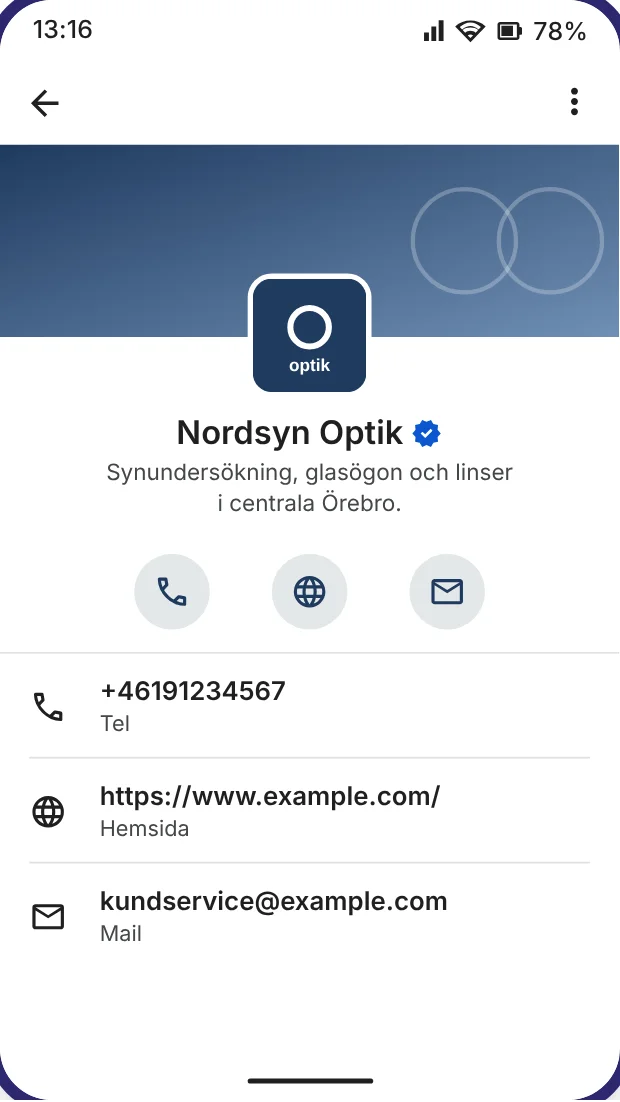 13:16
78%
optik
Nordsyn Optik
Synundersökning, glasögon och linser
i centrala Örebro.
+46191234567
Tel
https://www.example.com/
Hemsida
kundservice@example.com
Mail